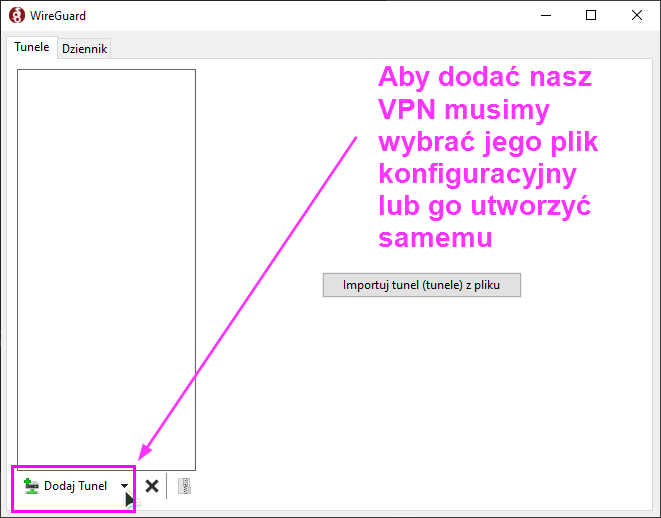 WireGuard
Tunele
Dziennik
Aby dodać nasz
VPN musimy
wybrać jego plik
konfiguracyjny
lub go utworzyć
samemu
Importuj tunel (tunele) z pliku
Dodaj Tunel